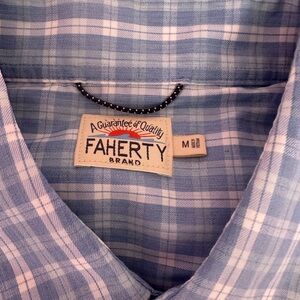 A Guarantee of Quality
FAHERTY
BRAND
M